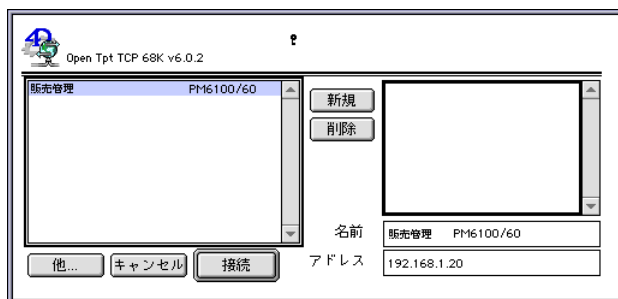 4D
Open Tpt TCP 68K v6.0.2
販売管理 PM6100/60
新規
削除
名前 販売管理 PM6100/60
アドレス 192.168.1.20
他... キャンセル 接続